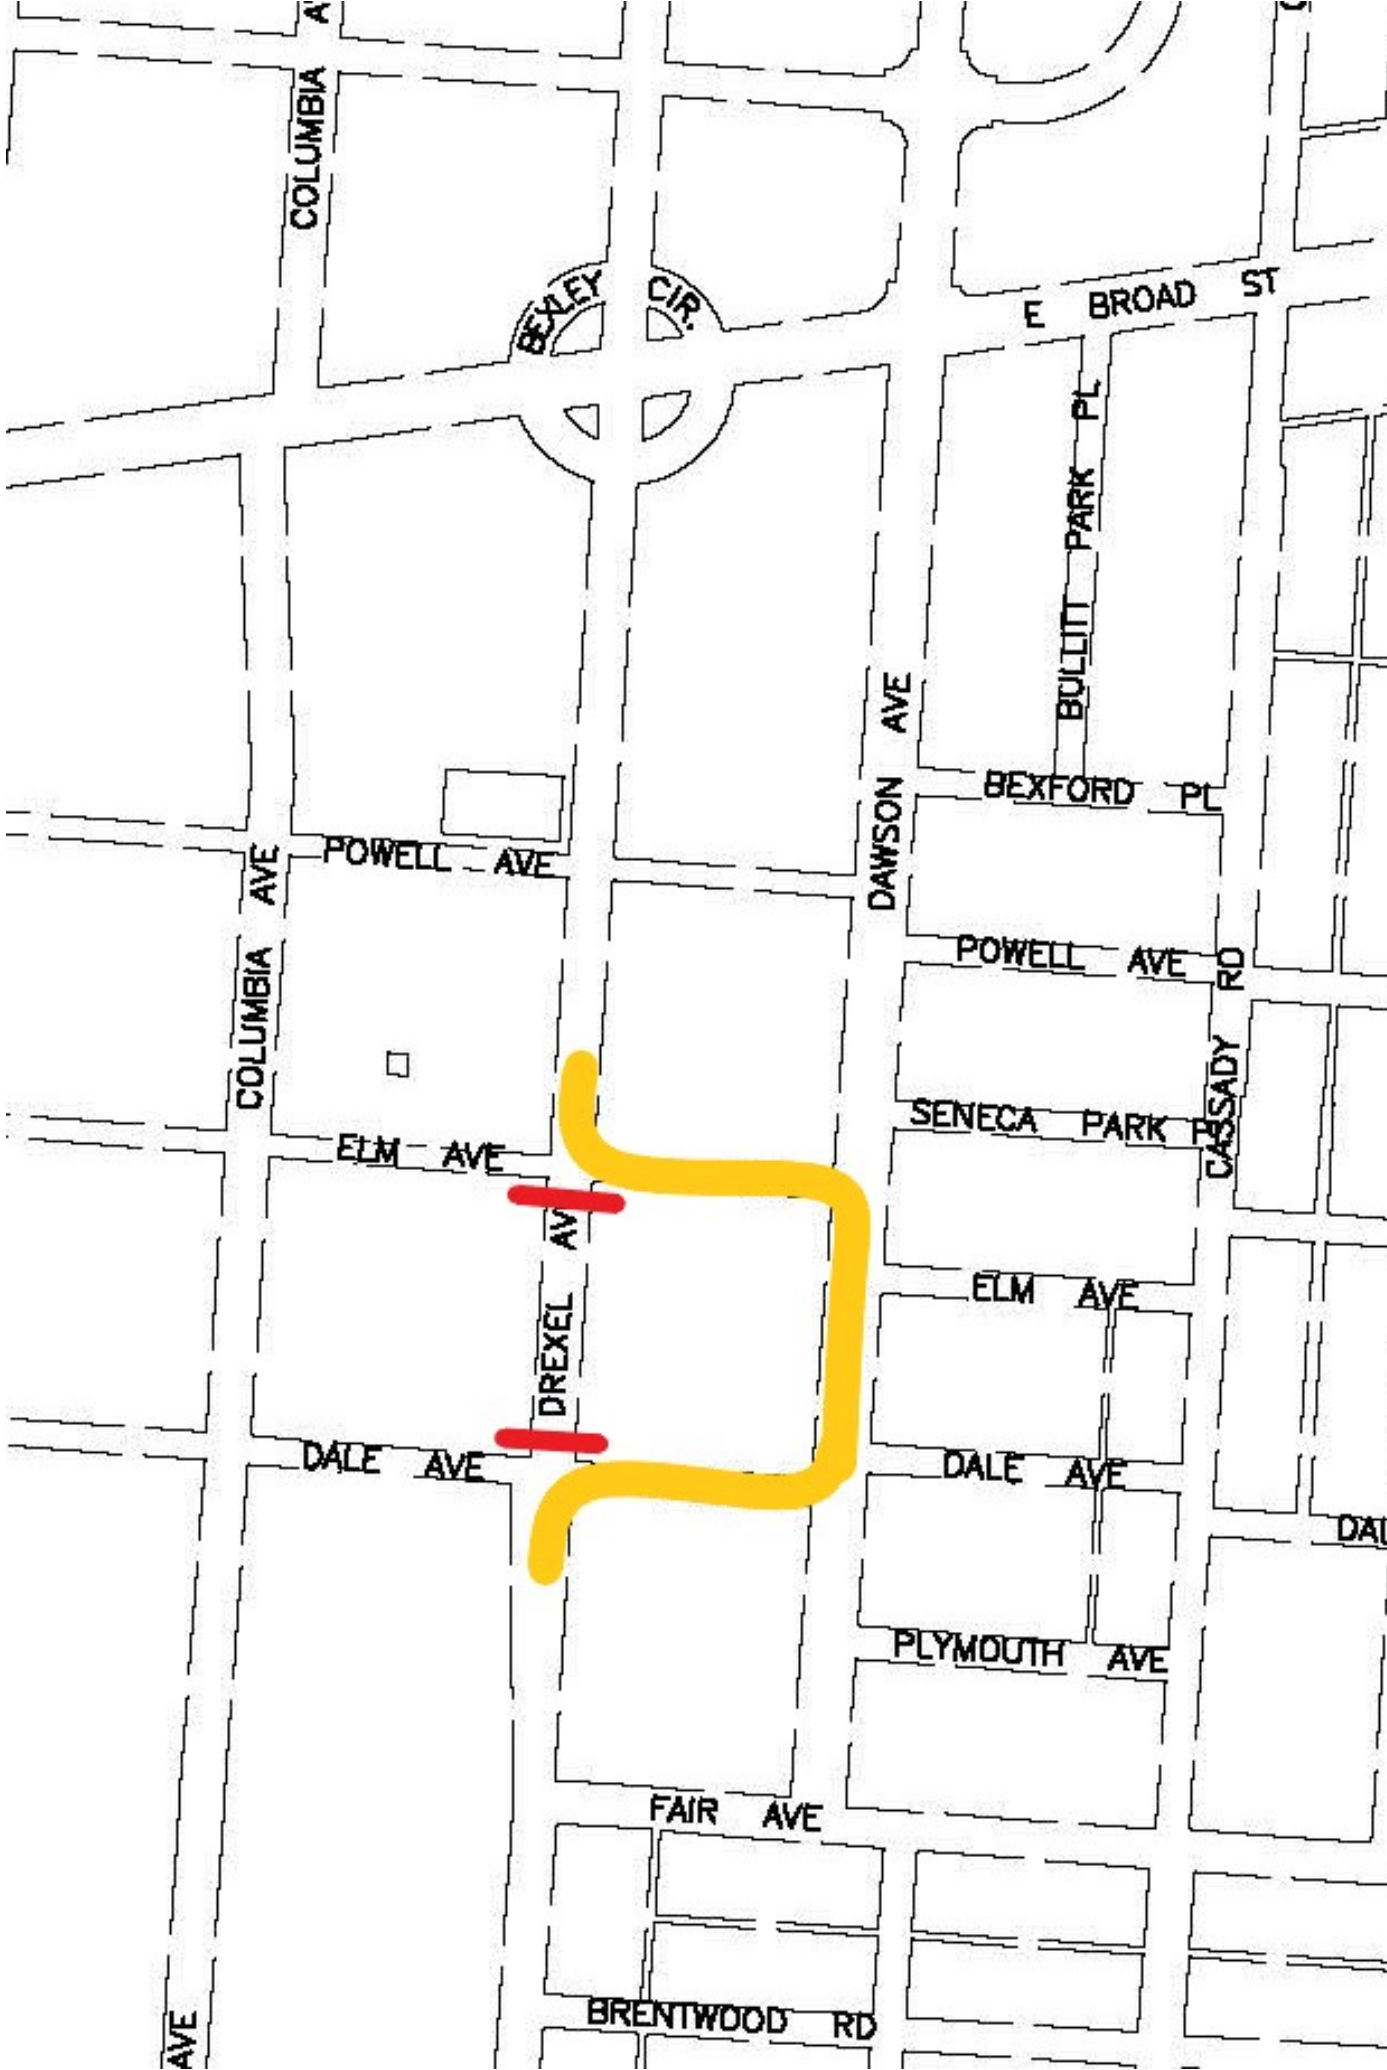 COLUMBIA A
BEXLEY CIR.
E BROAD ST
BULLITT PARK PL
DAWSON AVE
BEXFORD PL
POWELL AVE
COLUMBIA AVE
POWELL AVE
CASSADY RD
SENECA PARK PL
ELM AVE
DREXEL AV
ELM AVE
DALE AVE
DALE AVE
DAL
PLYMOUTH AVE
FAIR AVE
BRENTWOOD RD
AVE